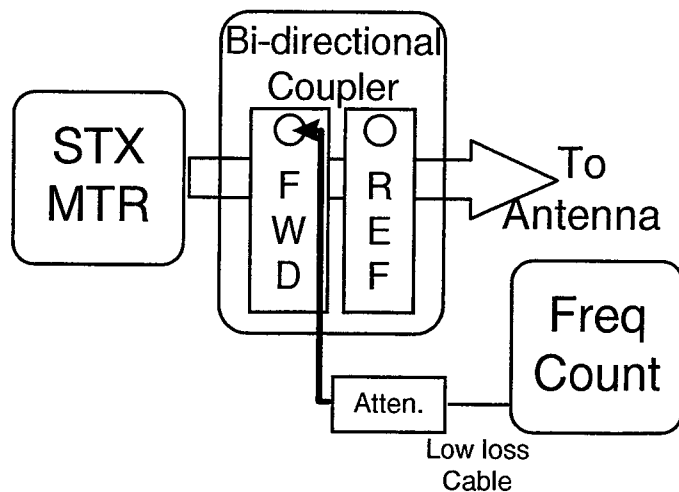 Bi-directional
Coupler
STX
MTR
F
W
D
R
E
F
To
Antenna
Freq
Count
Atten.
Low loss
Cable